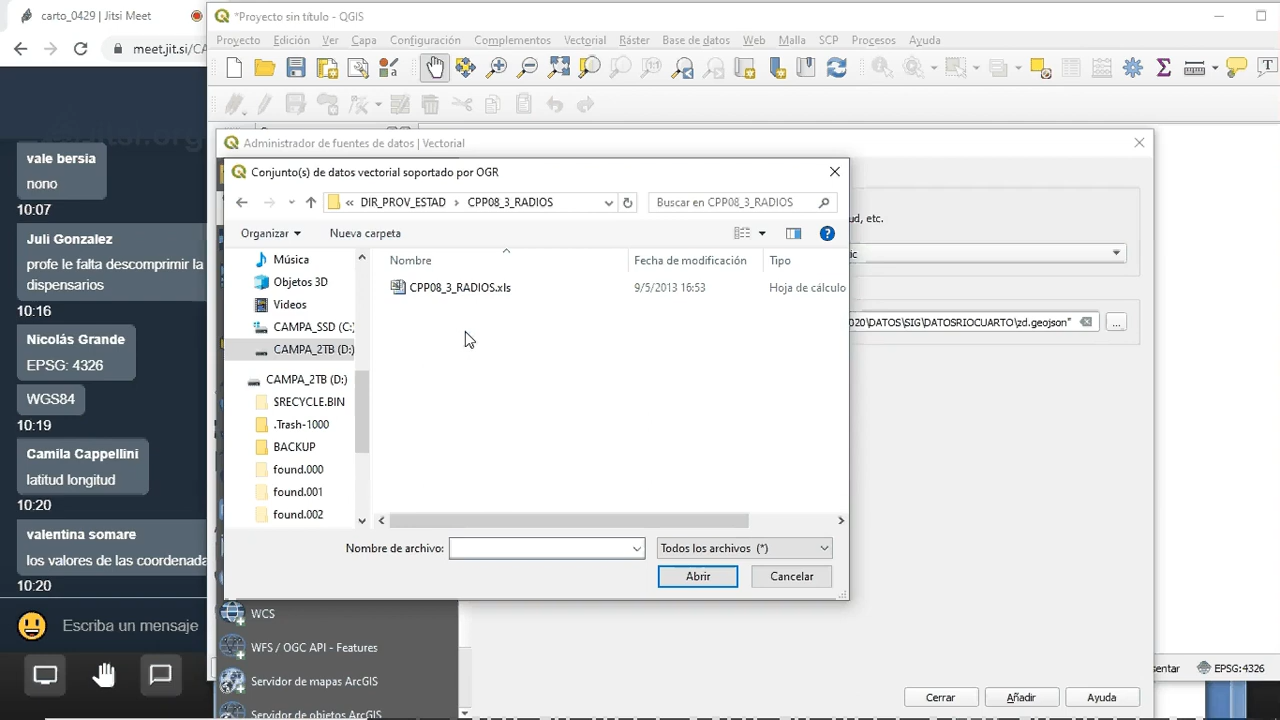 carto_0429 | Jitsi Meet
meet.jit.si/CA
vale bersia
nono
10:07
Juli Gonzalez
profe le falta descomprimir la
dispensarios
10:16
Nicolás Grande
EPSG: 4326
WGS84
10:19
Camila Cappellini
latitud longitud
10:20
valentina somare
los valores de las coordenada
10:20
Escriba un mensaje
*Proyecto sin título - QGIS
Proyecto Edición Ver Capa Configuración Complementos Vectorial Ráster Base de datos Web Malla SCP Procesos Ayuda
Administrador de fuentes de datos | Vectorial
Conjunto(s) de datos vectorial soportado por OGR
« DIR_PROV_ESTAD › CPP08_3_RADIOS
Buscar en CPP08_3_RADIOS
Organizar
Nueva carpeta
Música
Objetos 3D
Videos
CAMPA_SSD (C:)
CAMPA_2TB (D:)
CAMPA_2TB (D:)
SRECYCLE.BIN
.Trash-1000
BACKUP
found.000
found.001
found.002
Nombre
Fecha de modificación
Tipo
CPP08_3_RADIOS.xls
9/5/2013 16:53
Hoja de cálculo
Nombre de archivo:
Todos los archivos (*)
Abrir
Cancelar
ud, etc.
ic
020\DATOS\SIG\DATOSRIOCUARTO\zd.geojson"
...
WCS
WFS / OGC API - Features
Servidor de mapas ArcGIS
Servidor de objetos ArcGIS
Cerrar
Añadir
Ayuda
sentar
EPSG:4326